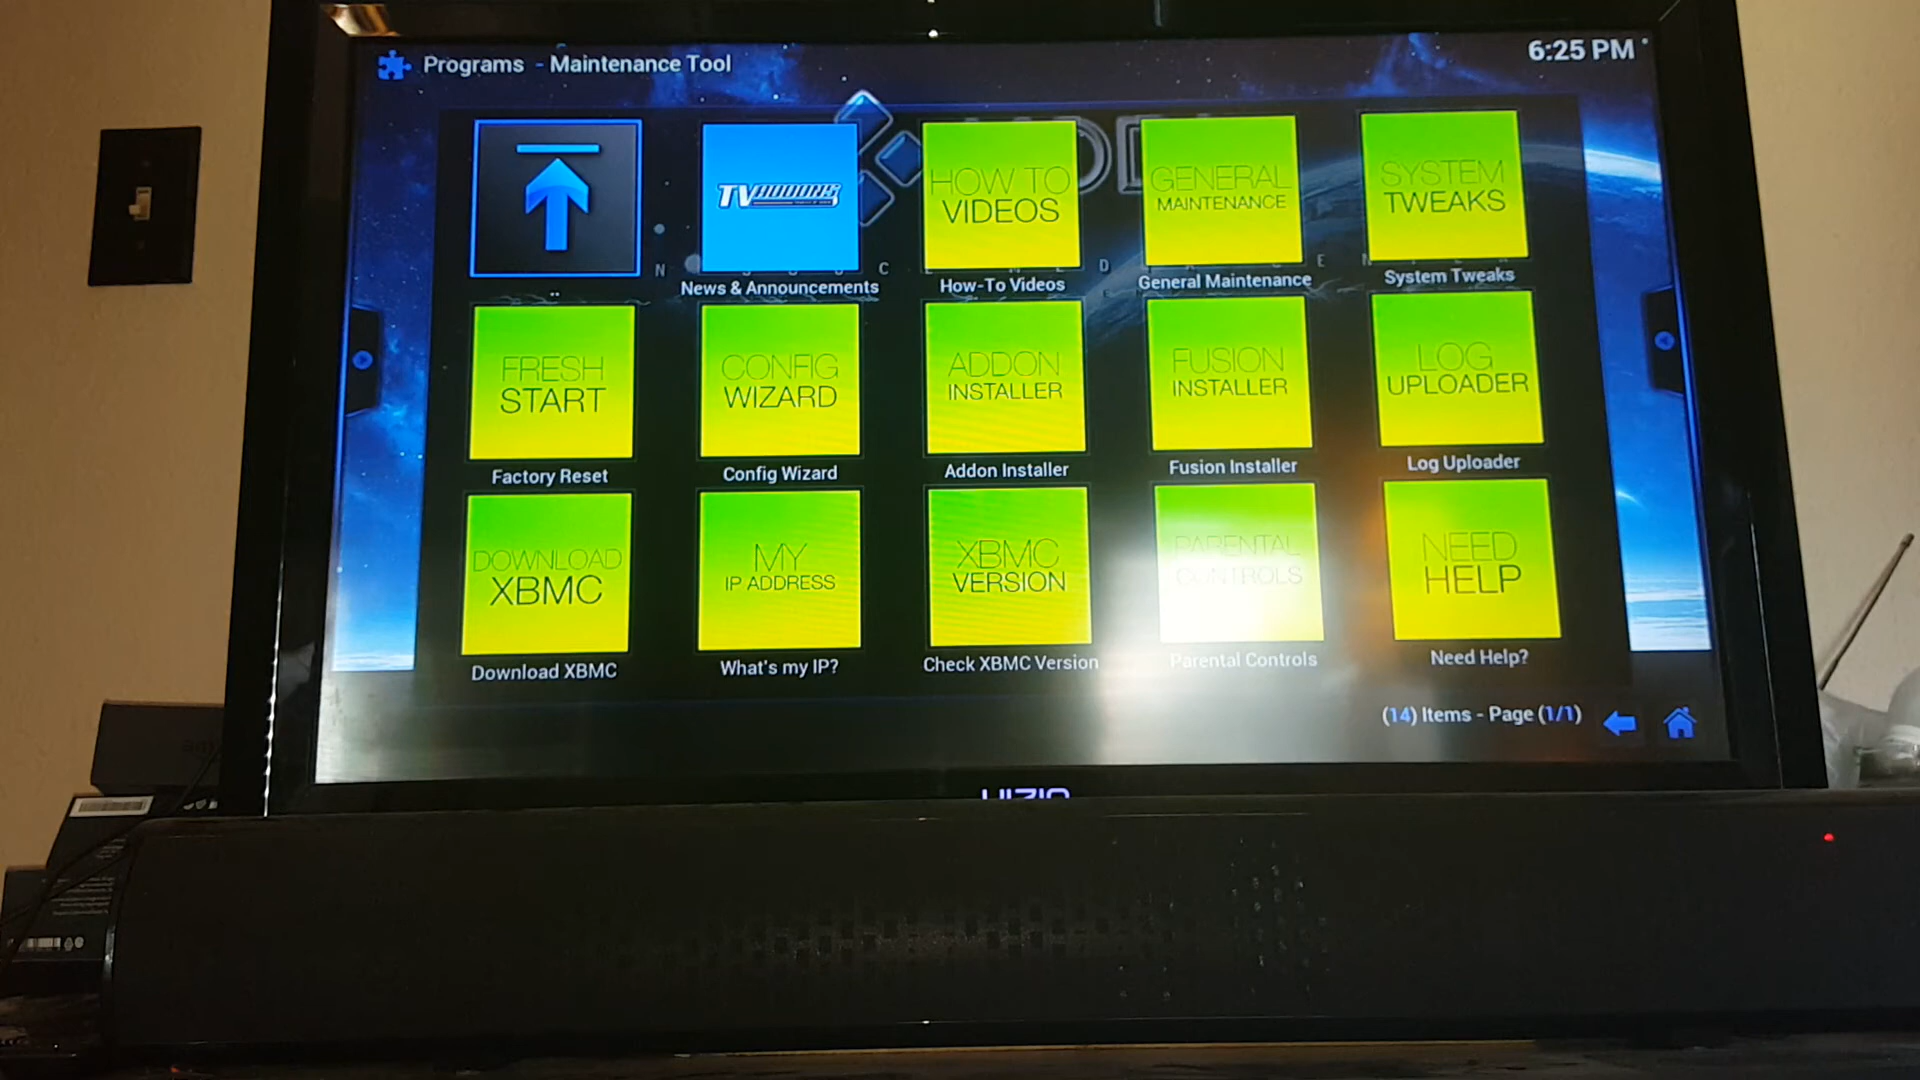 Programs - Maintenance Tool
6:25 PM
TVADDONS
HOW TO
VIDEOS
GENERAL
MAINTENANCE
SYSTEM
TWEAKS
..
News & Announcements
How-To Videos
General Maintenance
System Tweaks
FRESH
START
CONFIG
WIZARD
ADDON
INSTALLER
FUSION
INSTALLER
LOG
UPLOADER
Factory Reset
Config Wizard
Addon Installer
Fusion Installer
Log Uploader
DOWNLOAD
XBMC
MY
IP ADDRESS
XBMC
VERSION
PARENTAL
CONTROLS
NEED
HELP
Download XBMC
What's my IP?
Check XBMC Version
Parental Controls
Need Help?
(14) Items - Page (1/1)
VIZIO